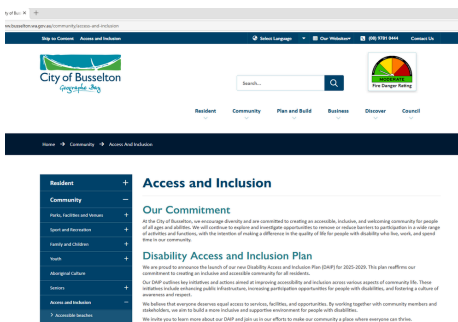 ty of Bus × +
ww.busselton.wa.gov.au/community/access-and-inclusion
Skip to Content Access and Inclusion Select Language Our Websites (08) 9781 0444 Contact Us
City of Busselton
Geographe Bay
Search...
MODERATE
Fire Danger Rating
Resident Community Plan and Build Business Discover Council
Home → Community → Access And Inclusion
Resident +
Community −
Parks, Facilities and Venues +
Sport and Recreation +
Family and Children +
Youth +
Aboriginal Culture
Seniors +
Access and Inclusion −
> Accessible beaches
Access and Inclusion
Our Commitment
At the City of Busselton, we encourage diversity and are committed to creating an accessible, inclusive, and welcoming community for people
of all ages and abilities. We will continue to explore and investigate opportunities to remove or reduce barriers to participation in a wide range
of activities and functions, with the intention of making a difference in the quality of life for people with disability who live, work, and spend
time in our community.
Disability Access and Inclusion Plan
We are proud to announce the launch of our new Disability Access and Inclusion Plan (DAIP) for 2025-2029. This plan reaffirms our
commitment to creating an inclusive and accessible community for all residents.
Our DAIP outlines key initiatives and actions aimed at improving accessibility and inclusion across various aspects of community life. These
initiatives include enhancing public infrastructure, increasing participation opportunities for people with disabilities, and fostering a culture of
awareness and respect.
We believe that everyone deserves equal access to services, facilities, and opportunities. By working together with community members and
stakeholders, we aim to build a more inclusive and supportive environment for people with disabilities.
We invite you to learn more about our DAIP and join us in our efforts to make our community a place where everyone can thrive.